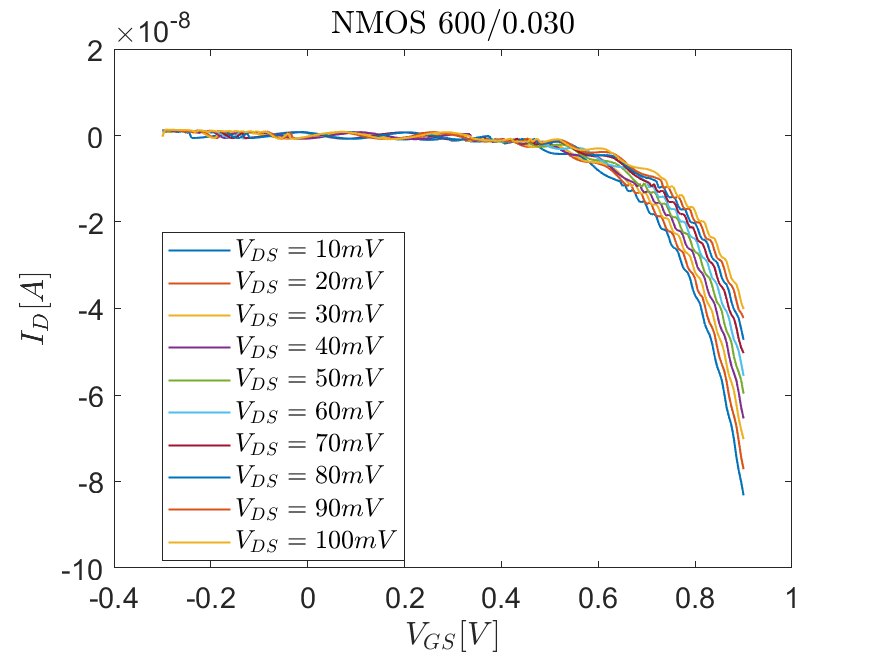 NMOS 600/0.030
×10⁻⁸
2
0
-2
-4
-6
-8
-10
I_D[A]
V_DS = 10mV
V_DS = 20mV
V_DS = 30mV
V_DS = 40mV
V_DS = 50mV
V_DS = 60mV
V_DS = 70mV
V_DS = 80mV
V_DS = 90mV
V_DS = 100mV
-0.4 -0.2 0 0.2 0.4 0.6 0.8 1
V_GS[V]